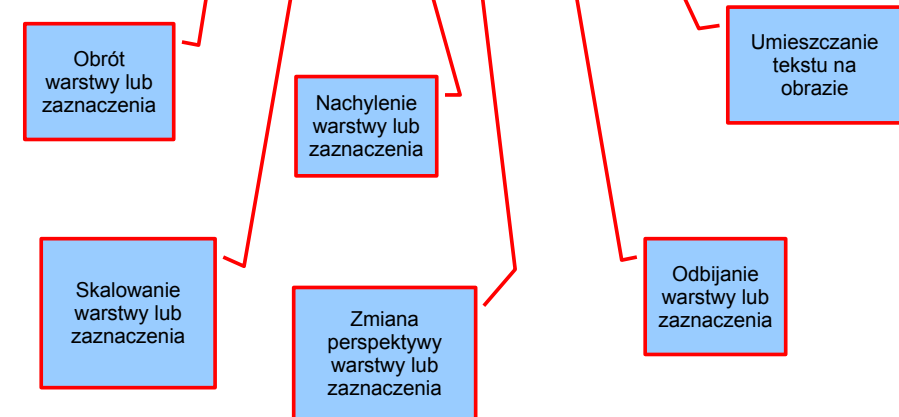 Obrót
warstwy lub
zaznaczenia
Nachylenie
warstwy lub
zaznaczenia
Umieszczanie
tekstu na
obrazie
Skalowanie
warstwy lub
zaznaczenia
Zmiana
perspektywy
warstwy lub
zaznaczenia
Odbijanie
warstwy lub
zaznaczenia